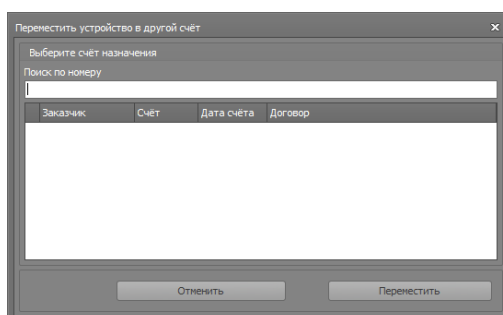 Переместить устройство в другой счёт
Выберите счёт назначения
Поиск по номеру
Заказчик Счёт Дата счёта Договор
Отменить Переместить